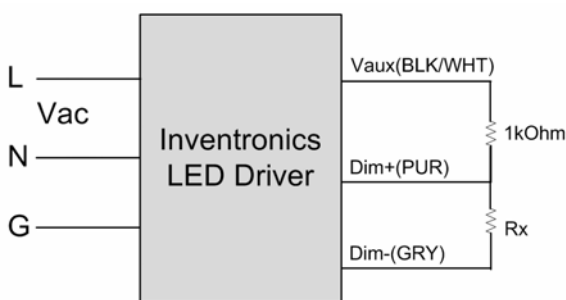 L
Vac
N
G
Inventronics
LED Driver
Vaux(BLK/WHT)
1kOhm
Dim+(PUR)
Rx
Dim-(GRY)